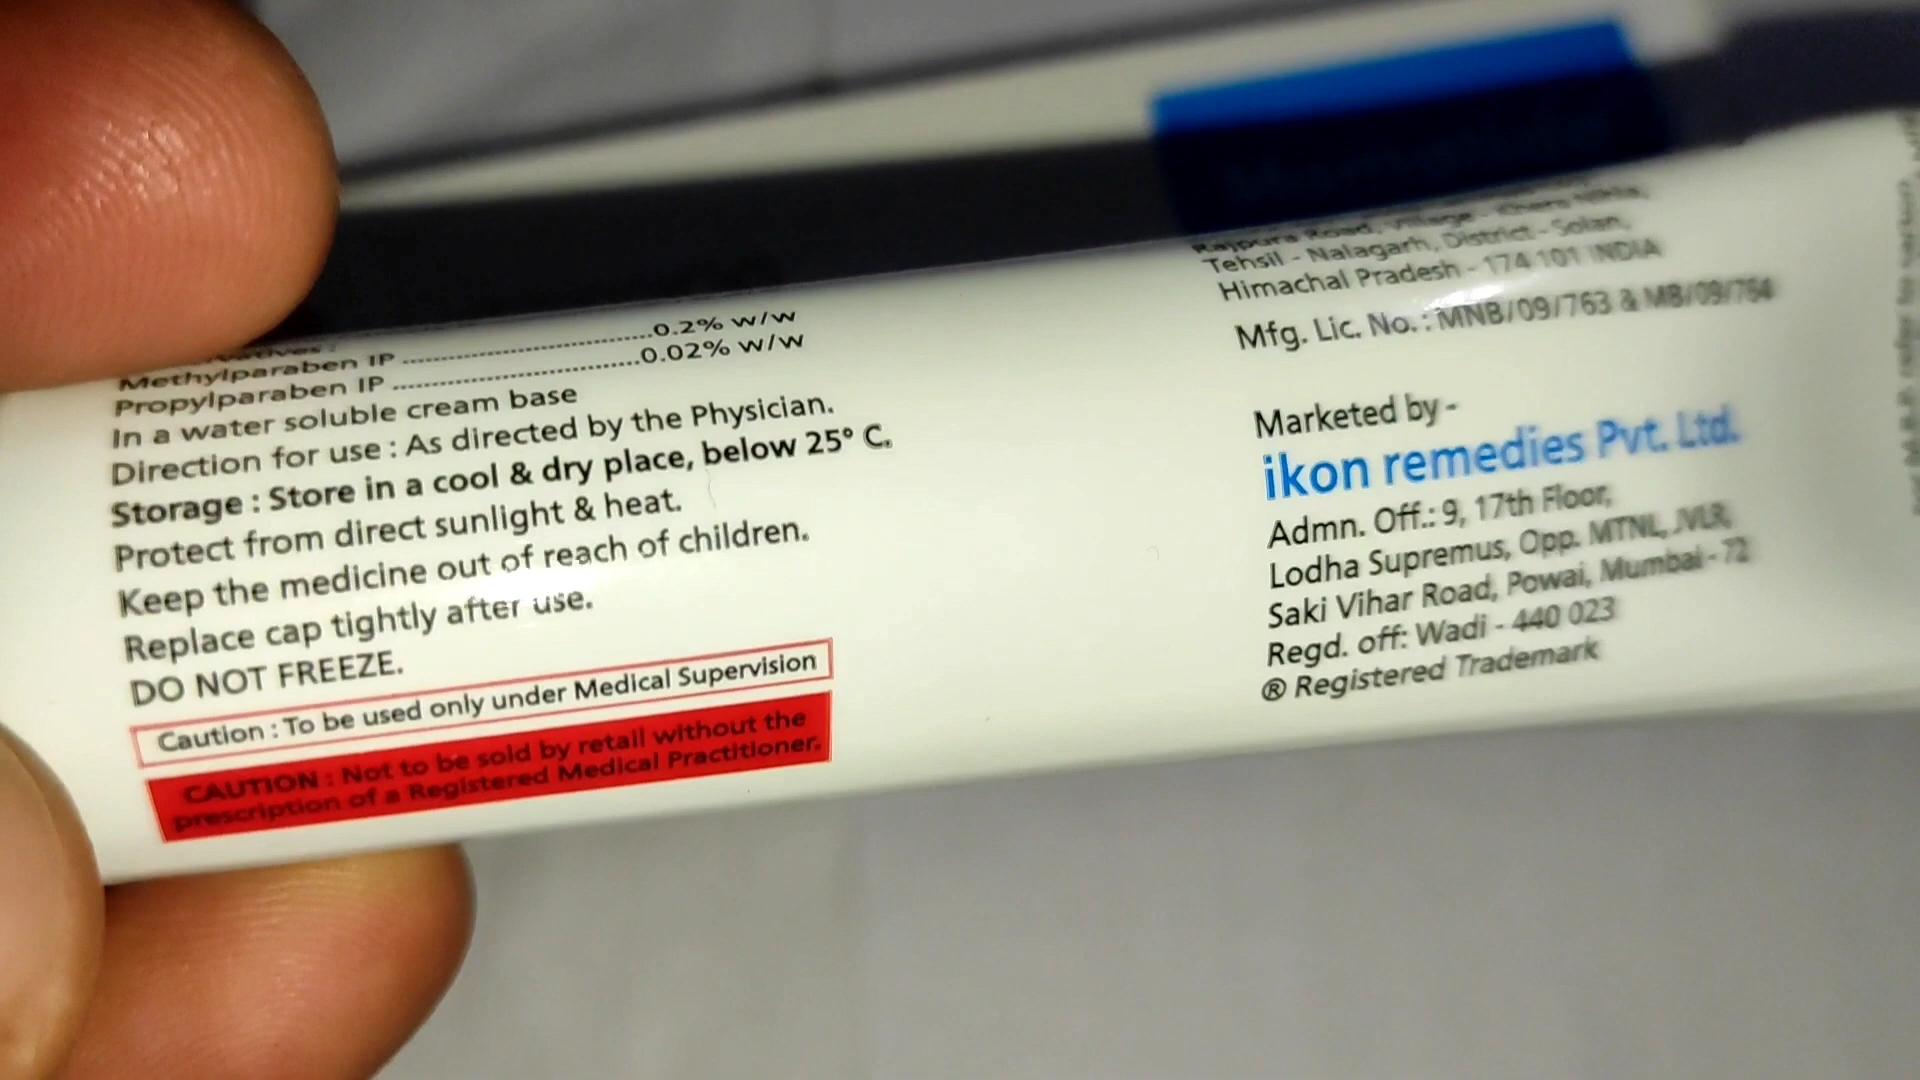 Methylparaben IP ..............................0.2% w/w
Propylparaben IP ..............................0.02% w/w
In a water soluble cream base
Direction for use : As directed by the Physician.
Storage : Store in a cool & dry place, below 25° C.
Protect from direct sunlight & heat.
Keep the medicine out of reach of children.
Replace cap tightly after use.
DO NOT FREEZE.
Caution : To be used only under Medical Supervision
CAUTION : Not to be sold by retail without the
prescription of a Registered Medical Practitioner.
Rajpura Road, Village -
Tehsil - Nalagarh, District - Solan,
Himachal Pradesh - 174 101 INDIA
Mfg. Lic. No. : MNB/09/763 & MB/09/764
Marketed by -
ikon remedies Pvt. Ltd.
Admn. Off.: 9, 17th Floor,
Lodha Supremus, Opp. MTNL, JVLR,
Saki Vihar Road, Powai, Mumbai - 72
Regd. off: Wadi - 440 023
® Registered Trademark